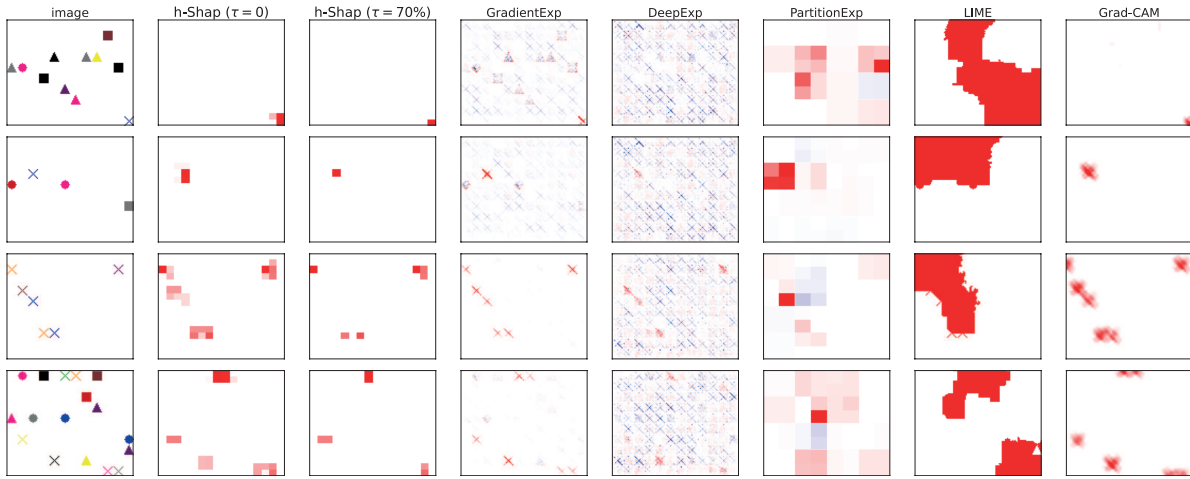 image h-Shap (τ = 0) h-Shap (τ = 70%) GradientExp DeepExp PartitionExp LIME Grad-CAM